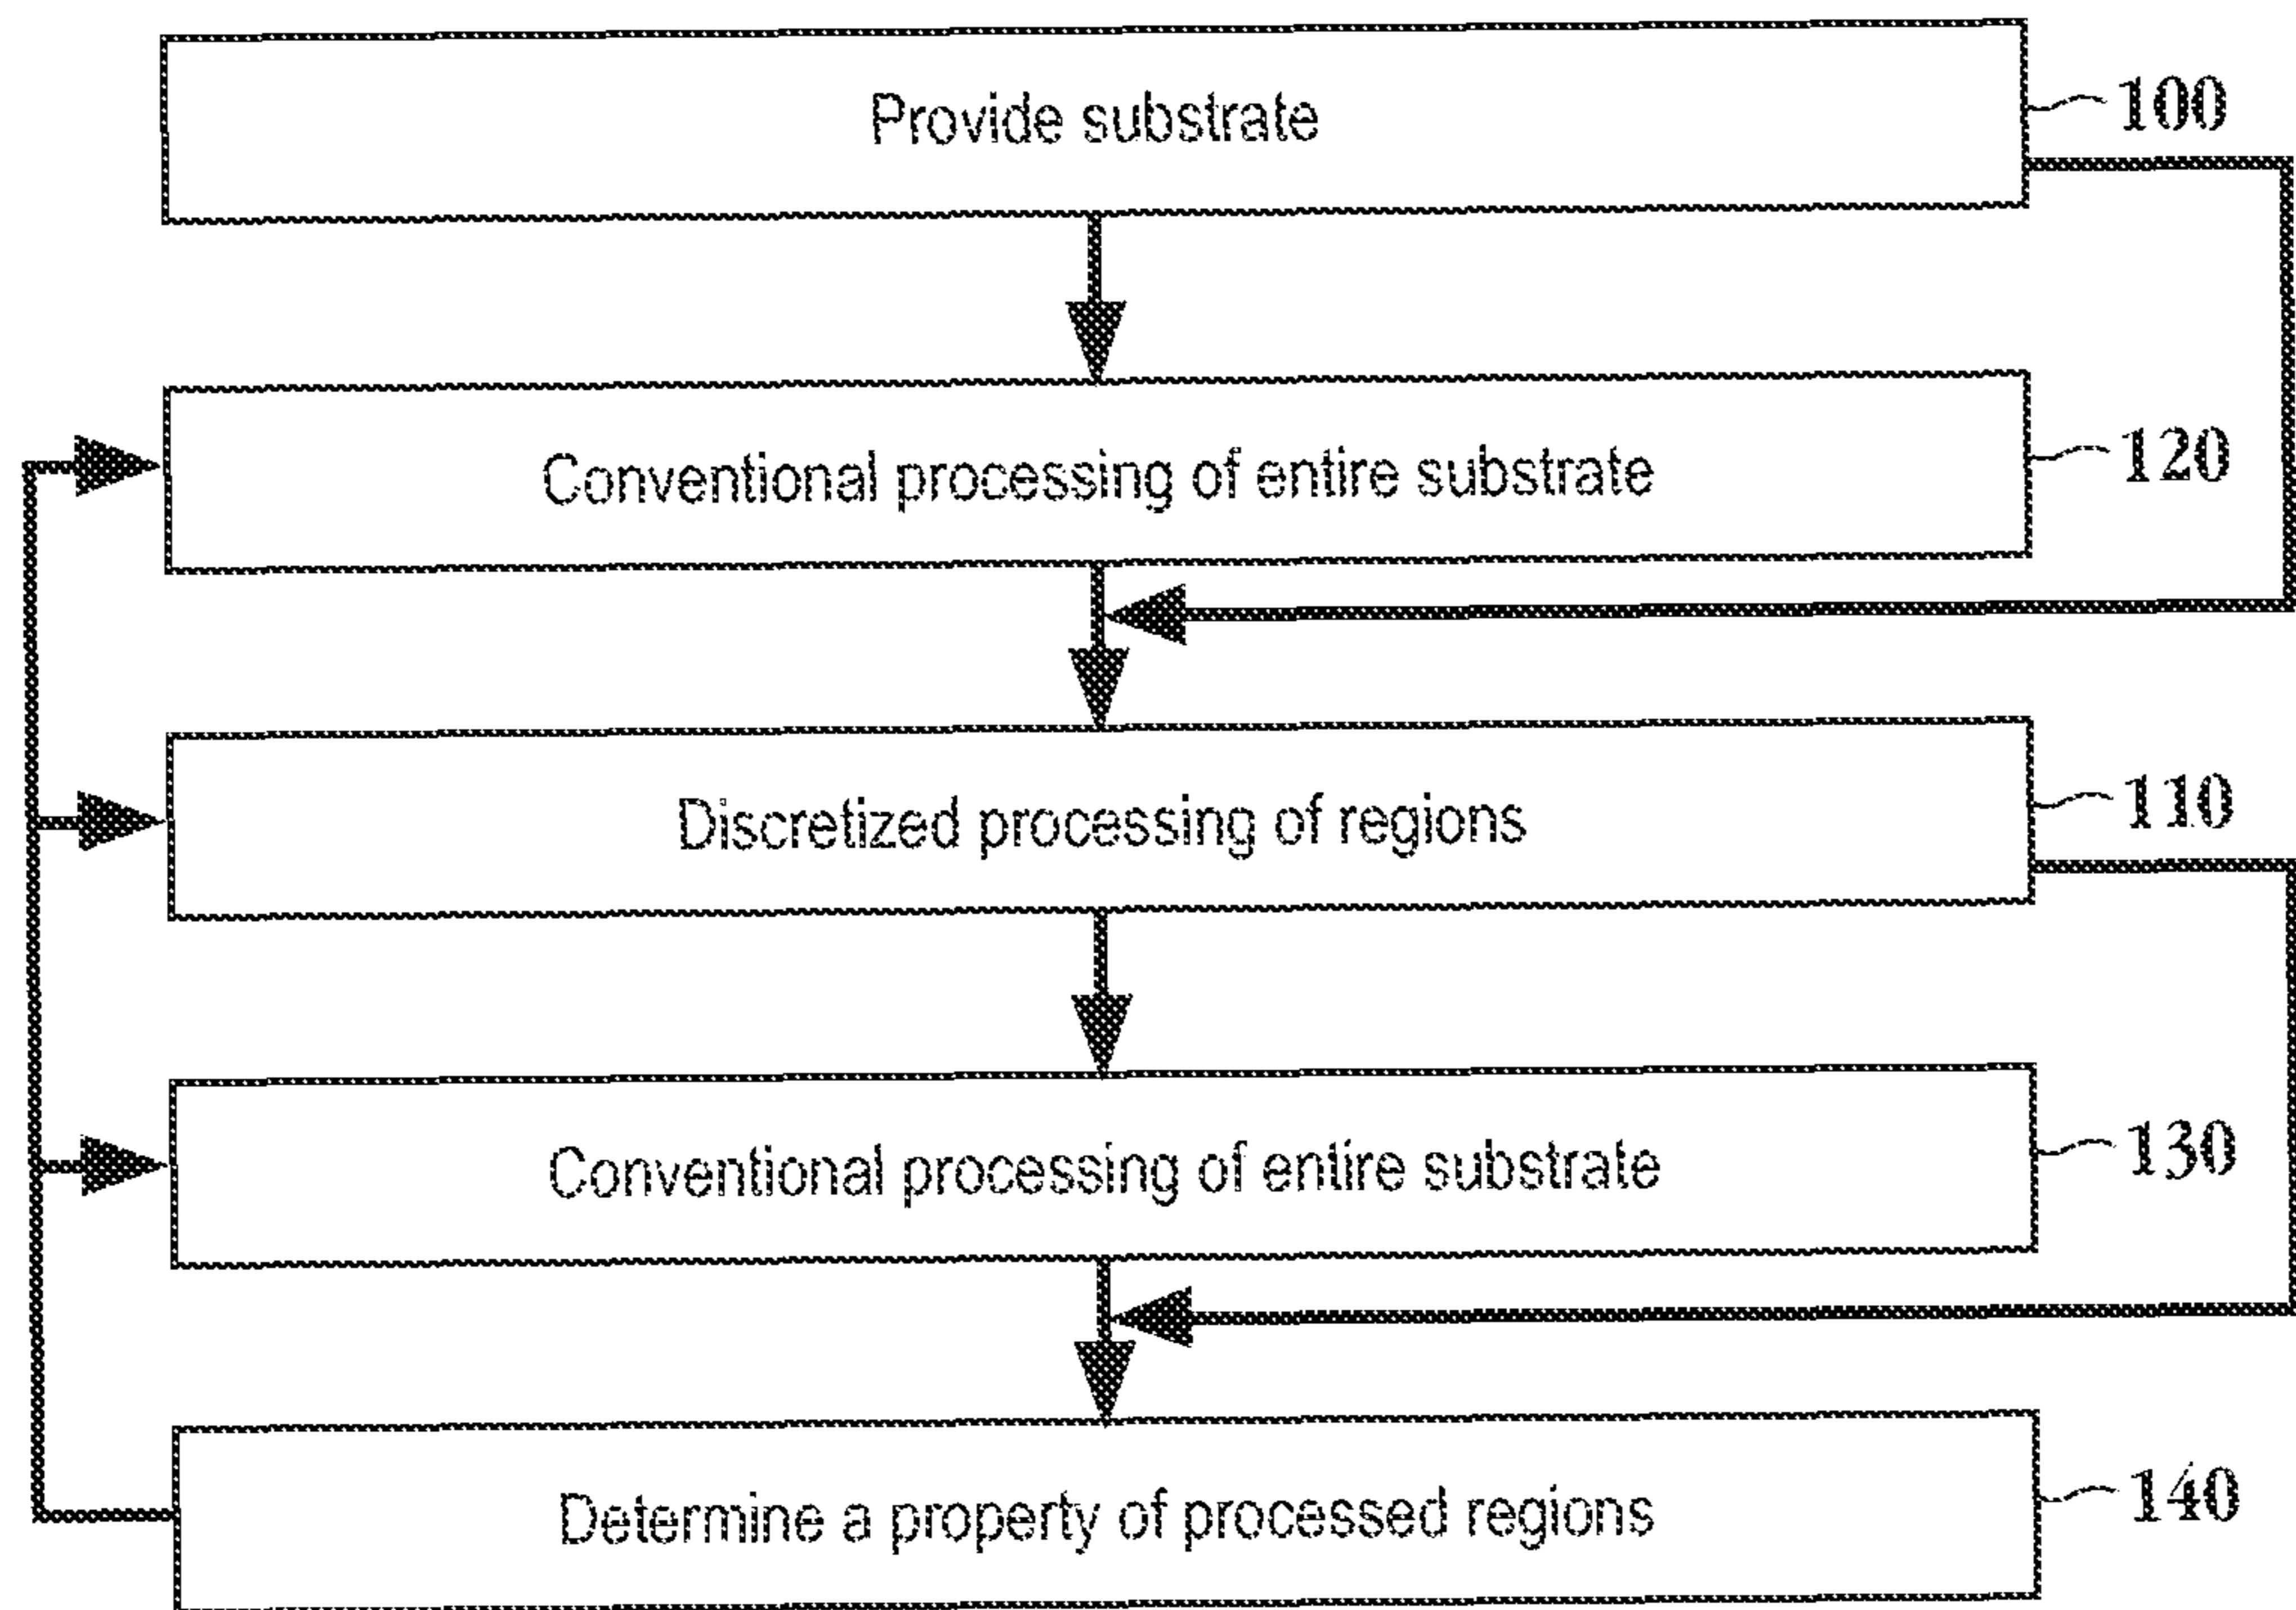 Provide substrate
100
Conventional processing of entire substrate
120
Discretized processing of regions
110
Conventional processing of entire substrate
130
Determine a property of processed regions
140